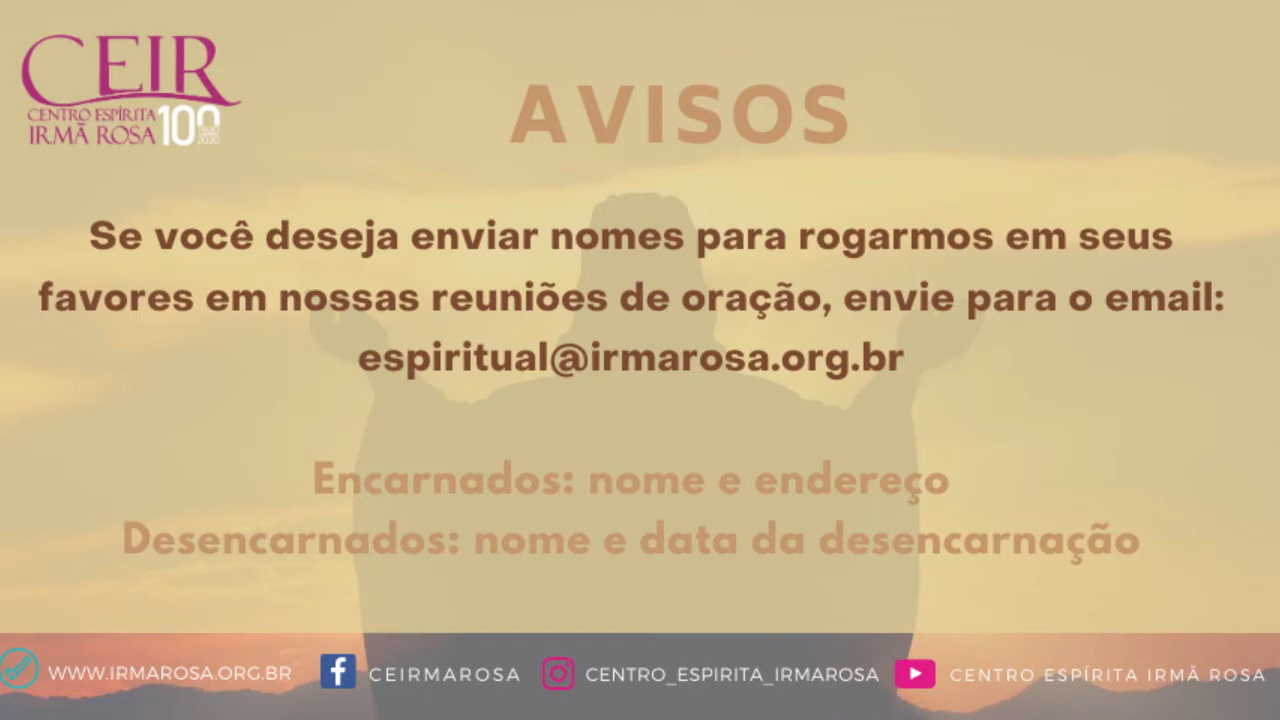 CEIR
CENTRO ESPÍRITA
IRMÃ ROSA 100
AVISOS
Se você deseja enviar nomes para rogarmos em seus
favores em nossas reuniões de oração, envie para o email:
espiritual@irmarosa.org.br
Encarnados: nome e endereço
Desencarnados: nome e data da desencarnação
WWW.IRMAROSA.ORG.BR CEIRMAROSA CENTRO_ESPIRITA_IRMAROSA CENTRO ESPÍRITA IRMÃ ROSA